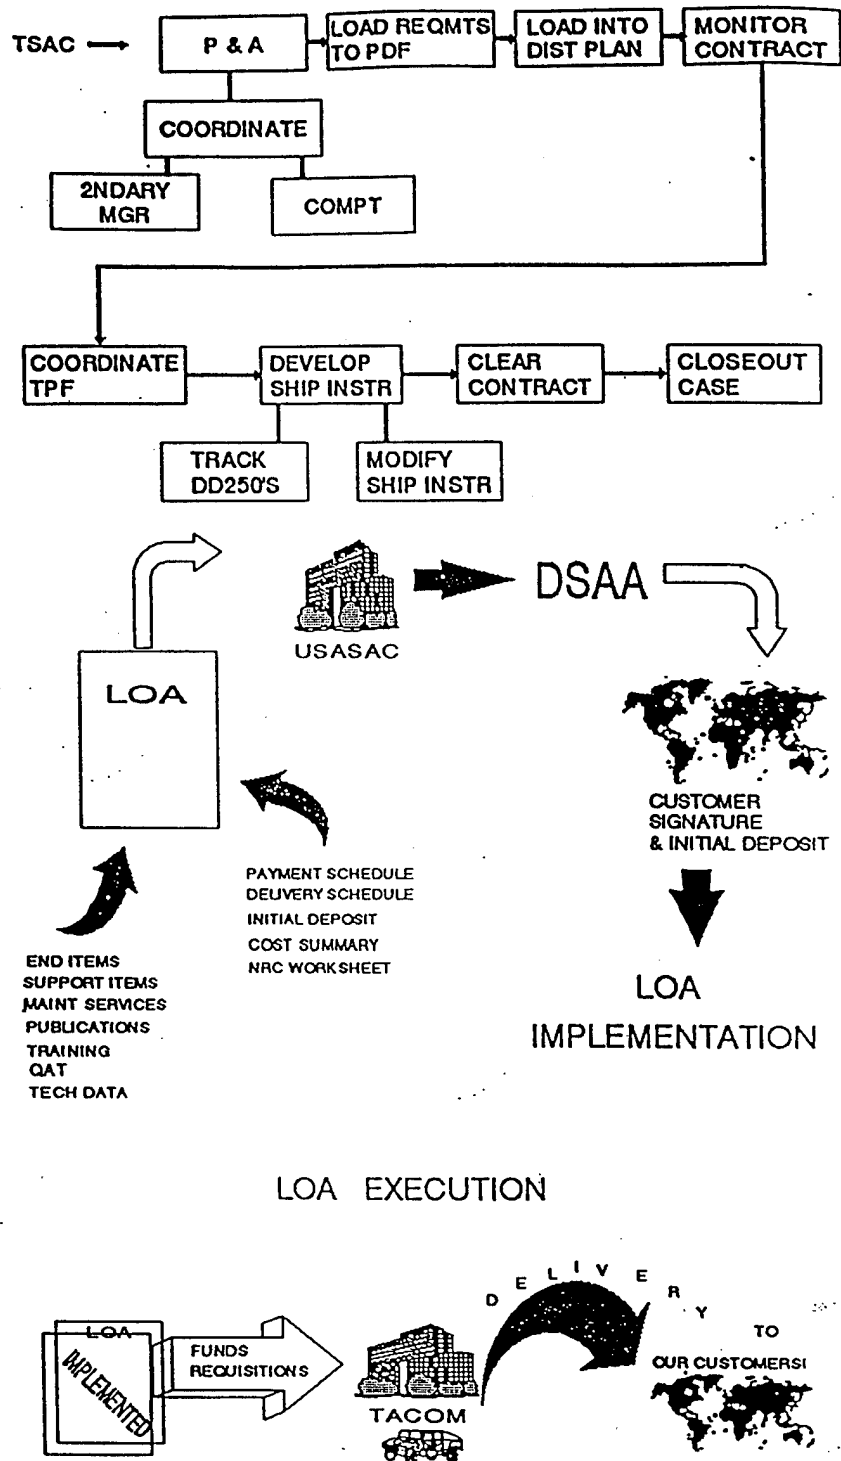 TSAC
P & A
LOAD REQMTS
TO PDF
LOAD INTO
DIST PLAN
MONITOR
CONTRACT
COORDINATE
2NDARY
MGR
COMPT
COORDINATE
TPF
DEVELOP
SHIP INSTR
CLEAR
CONTRACT
CLOSEOUT
CASE
TRACK
DD250'S
MODIFY
SHIP INSTR
LOA
USASAC
DSAA
CUSTOMER
SIGNATURE
& INITIAL DEPOSIT
PAYMENT SCHEDULE
DELIVERY SCHEDULE
INITIAL DEPOSIT
COST SUMMARY
NRC WORKSHEET
END ITEMS
SUPPORT ITEMS
MAINT SERVICES
PUBLICATIONS
TRAINING
QAT
TECH DATA
LOA
IMPLEMENTATION
LOA EXECUTION
LOA
IMPLEMENTED
FUNDS
REQUISITIONS
TACOM
DELIVERY TO
OUR CUSTOMERS!